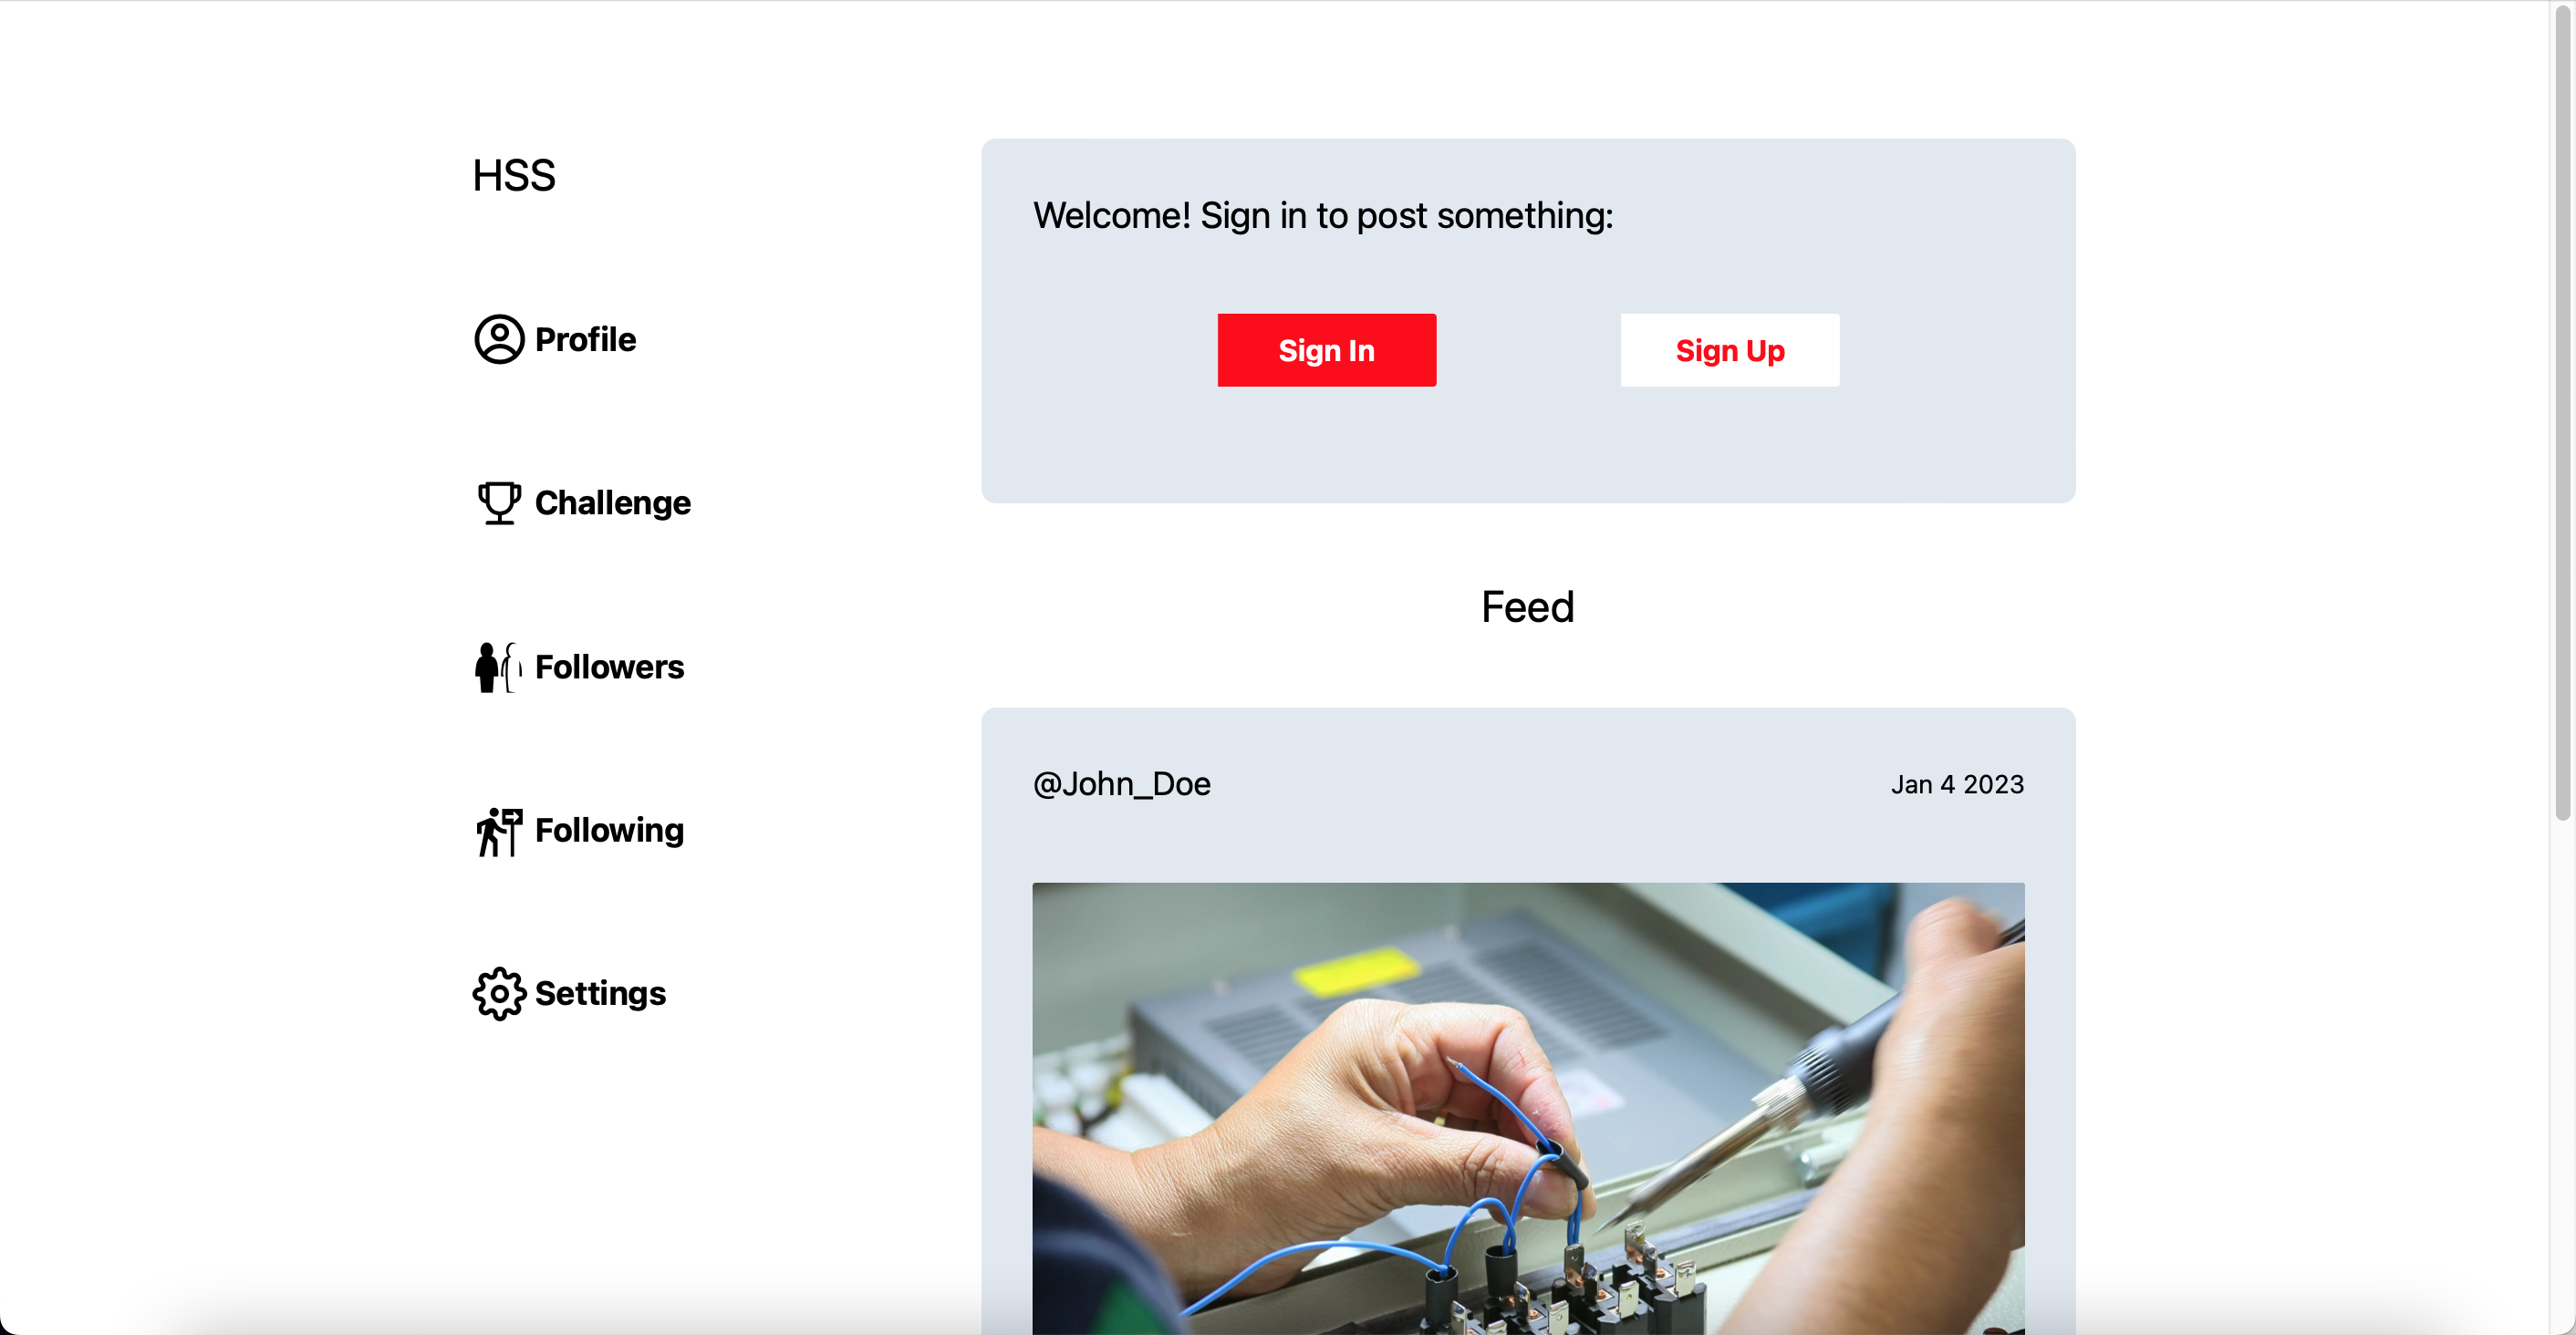 HSS
Profile
Challenge
Followers
Following
Settings
Welcome! Sign in to post something:
Sign In
Sign Up
Feed
@John_Doe
Jan 4 2023